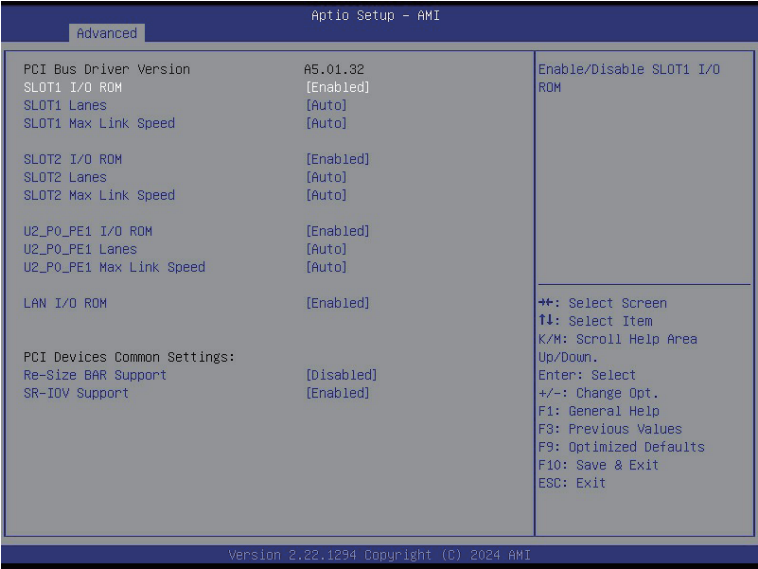 Aptio Setup – AMI
Advanced
PCI Bus Driver Version A5.01.32
SLOT1 I/O ROM [Enabled]
SLOT1 Lanes [Auto]
SLOT1 Max Link Speed [Auto]
SLOT2 I/O ROM [Enabled]
SLOT2 Lanes [Auto]
SLOT2 Max Link Speed [Auto]
U2_P0_PE1 I/O ROM [Enabled]
U2_P0_PE1 Lanes [Auto]
U2_P0_PE1 Max Link Speed [Auto]
LAN I/O ROM [Enabled]
PCI Devices Common Settings:
Re-Size BAR Support [Disabled]
SR-IOV Support [Enabled]
Enable/Disable SLOT1 I/O
ROM
→←: Select Screen
↑↓: Select Item
K/M: Scroll Help Area
Up/Down.
Enter: Select
+/-: Change Opt.
F1: General Help
F3: Previous Values
F9: Optimized Defaults
F10: Save & Exit
ESC: Exit
Version 2.22.1294 Copyright (C) 2024 AMI